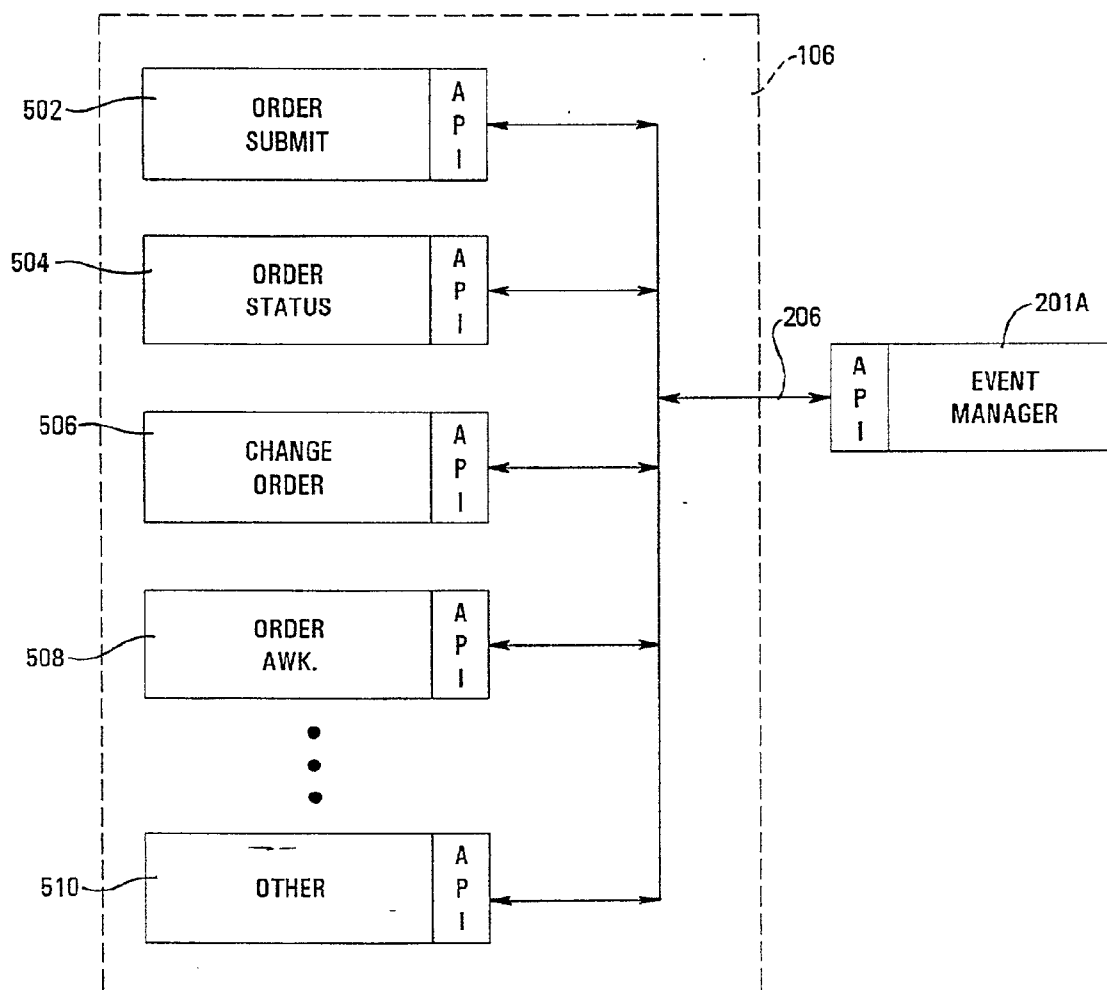 106
502
ORDER
SUBMIT
A
P
I
504
ORDER
STATUS
A
P
I
206
201A
A
P
I
EVENT
MANAGER
506
CHANGE
ORDER
A
P
I
508
ORDER
AWK.
A
P
I
510
OTHER
A
P
I